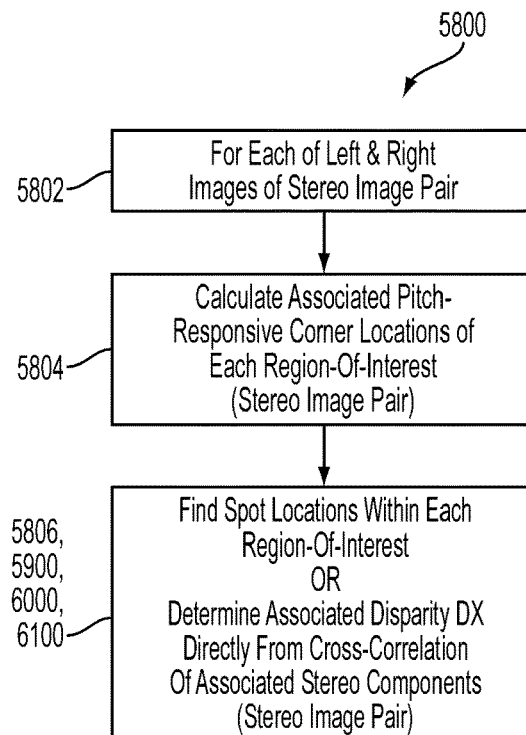 5800
5802
For Each of Left & Right
Images of Stereo Image Pair
5804
Calculate Associated Pitch-
Responsive Corner Locations of
Each Region-Of-Interest
(Stereo Image Pair)
5806,
5900,
6000,
6100
Find Spot Locations Within Each
Region-Of-Interest
OR
Determine Associated Disparity DX
Directly From Cross-Correlation
Of Associated Stereo Components
(Stereo Image Pair)